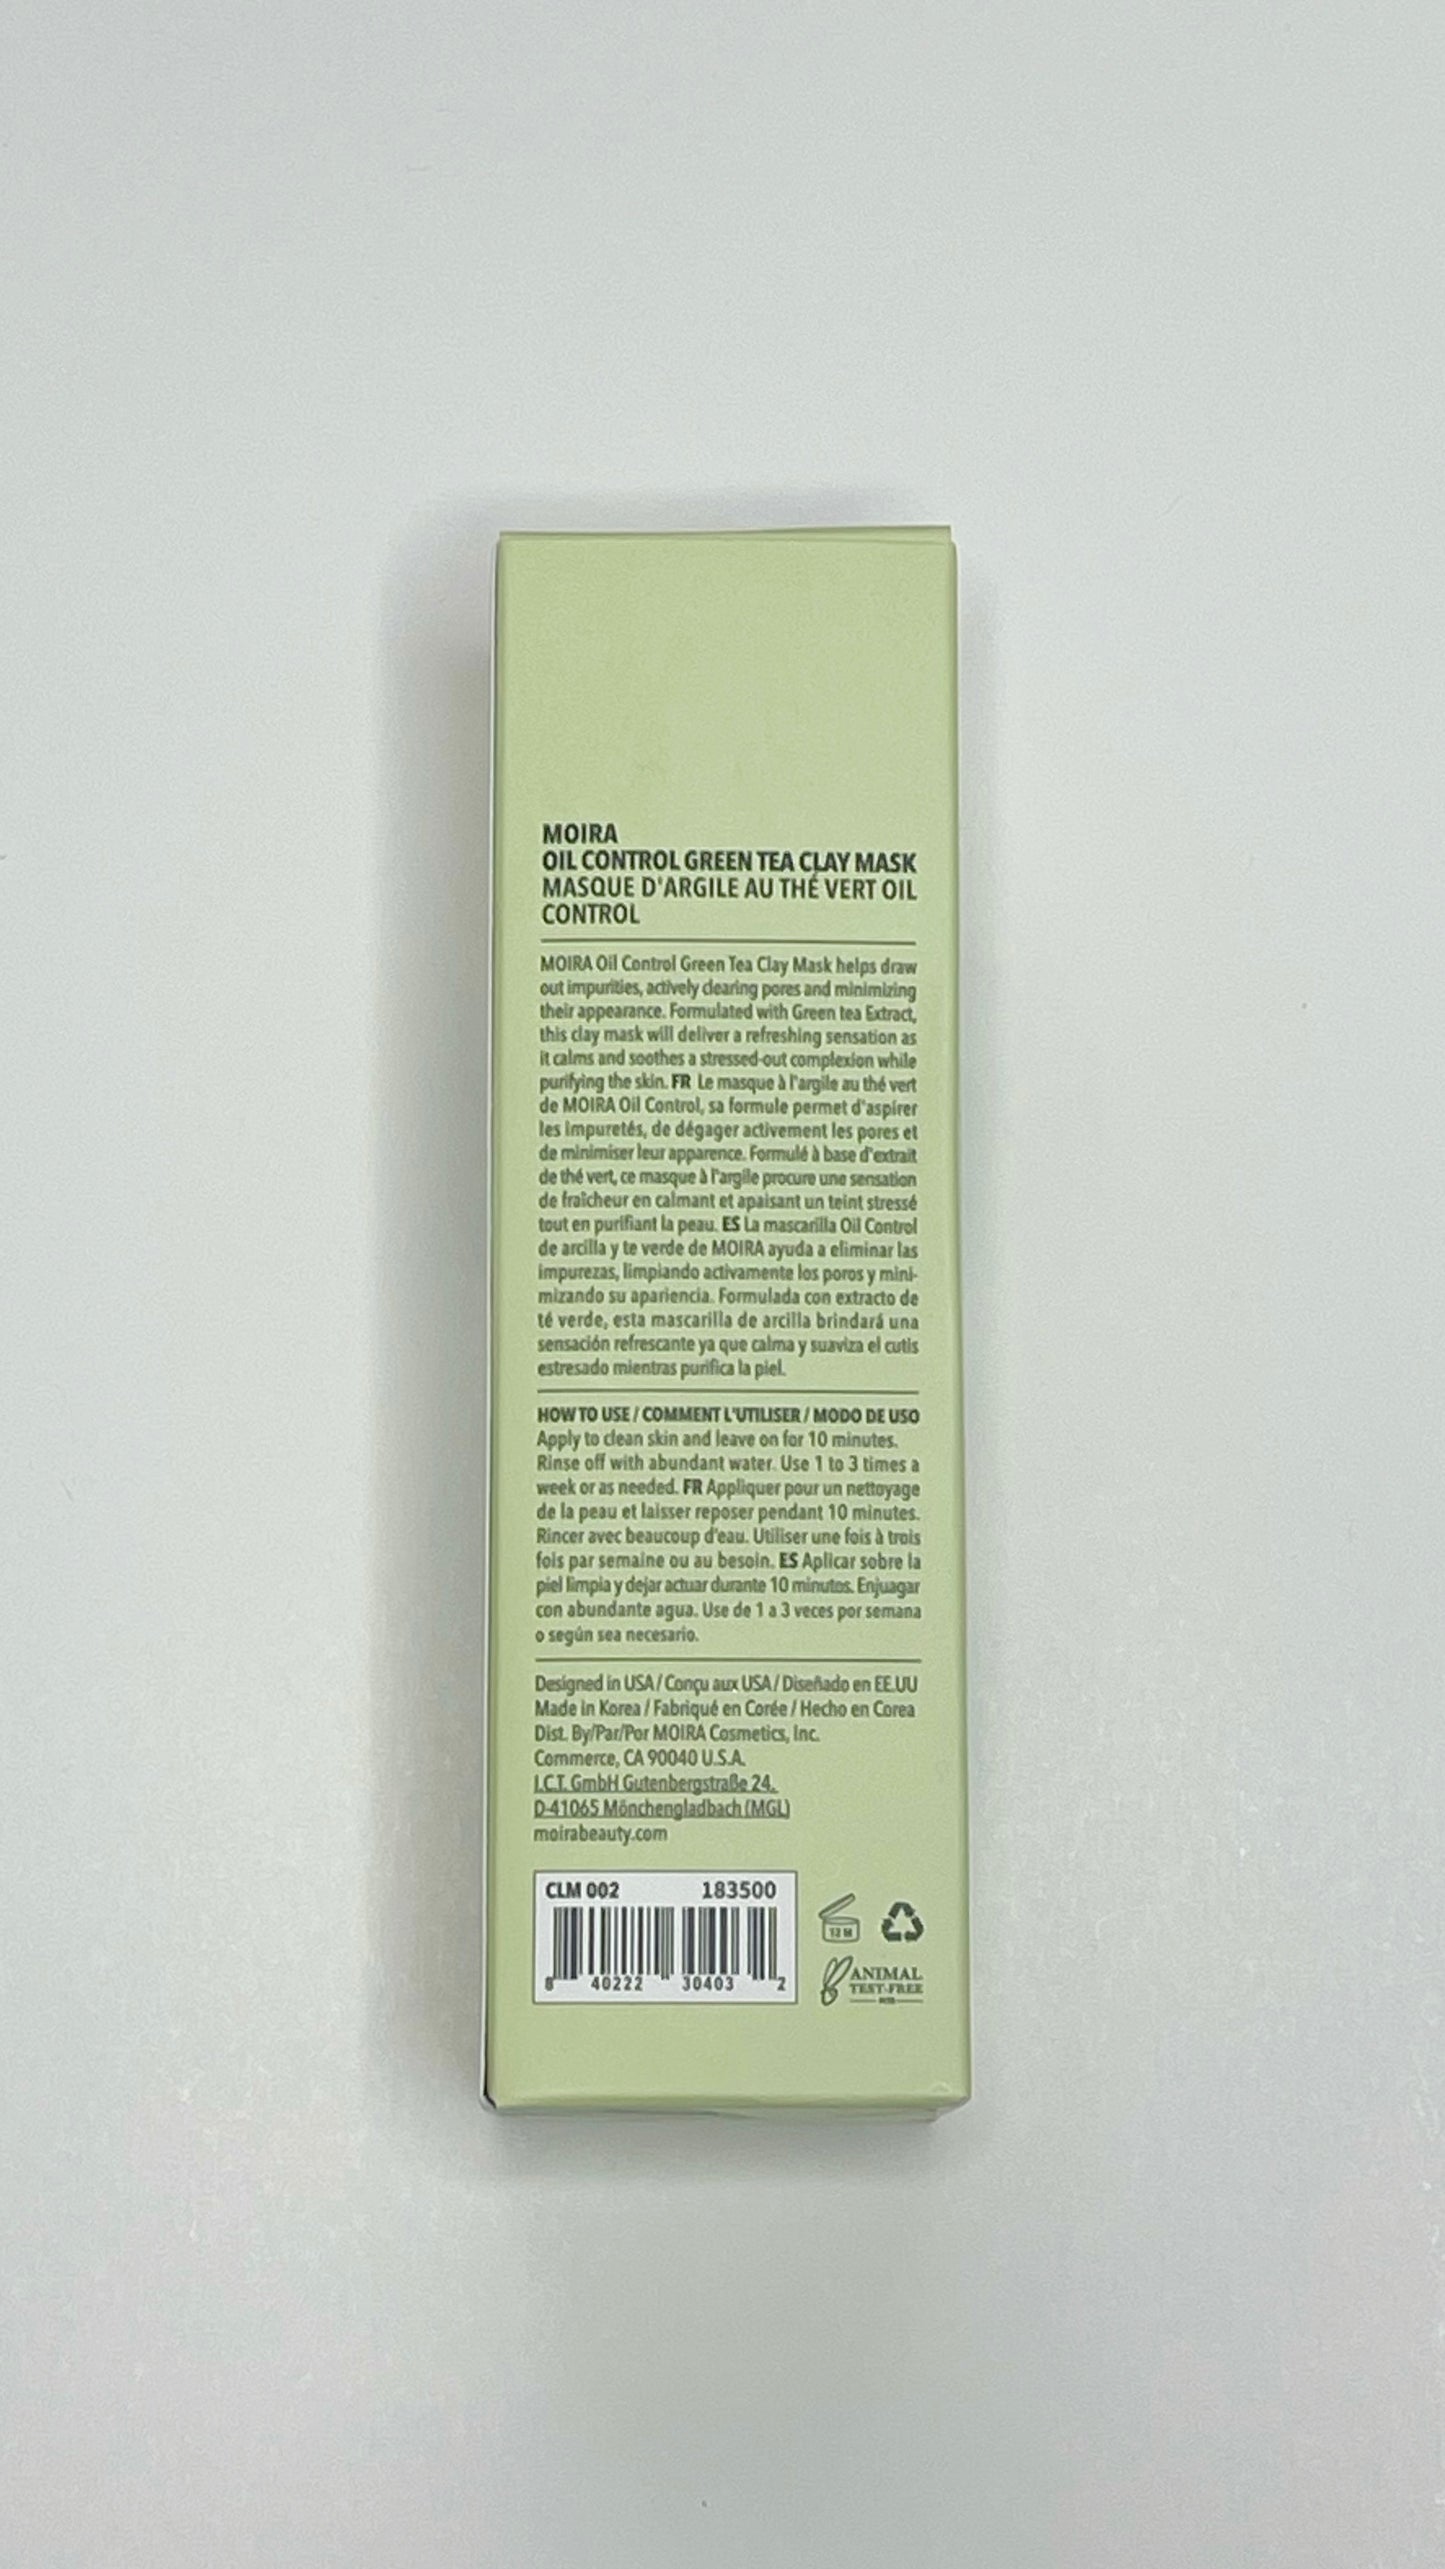 MOIRA
OIL CONTROL GREEN TEA CLAY MASK
MASQUE D'ARGILE AU THÉ VERT OIL
CONTROL
MOIRA Oil Control Green Tea Clay Mask helps draw
out impurities, actively clearing pores and minimizing
their appearance. Formulated with Green tea Extract,
this clay mask will deliver a refreshing sensation as
it calms and soothes a stressed-out complexion while
purifying the skin. FR Le masque à l'argile au thé vert
de MOIRA Oil Control, sa formule permet d'aspirer
les impuretés, de dégager activement les pores et
de minimiser leur apparence. Formulé à base d'extrait
de thé vert, ce masque à l'argile procure une sensation
de fraîcheur en calmant et apaisant un teint stressé
tout en purifiant la peau. ES La mascarilla Oil Control
de arcilla y te verde de MOIRA ayuda a eliminar las
impurezas, limpiando activamente los poros y mini-
mizando su apariencia. Formulada con extracto de
té verde, esta mascarilla de arcilla brindará una
sensación refrescante ya que calma y suaviza el cutis
estresado mientras purifica la piel.
HOW TO USE / COMMENT L'UTILISER / MODO DE USO
Apply to clean skin and leave on for 10 minutes.
Rinse off with abundant water. Use 1 to 3 times a
week or as needed. FR Appliquer pour un nettoyage
de la peau et laisser reposer pendant 10 minutes.
Rincer avec beaucoup d'eau. Utiliser une fois à trois
fois par semaine ou au besoin. ES Aplicar sobre la
piel limpia y dejar actuar durante 10 minutos. Enjuagar
con abundante agua. Use de 1 a 3 veces por semana
o según sea necesario.
Designed in USA / Conçu aux USA / Diseñado en EE.UU
Made in Korea / Fabriqué en Corée / Hecho en Corea
Dist. By/Par/Por MOIRA Cosmetics, Inc.
Commerce, CA 90040 U.S.A.
I.C.T. GmbH Gutenbergstraße 24.
D-41065 Mönchengladbach (MGL)
moirabeauty.com
CLM 002 183500
8 40222 30403 2
12 M
ANIMAL
TEST-FREE